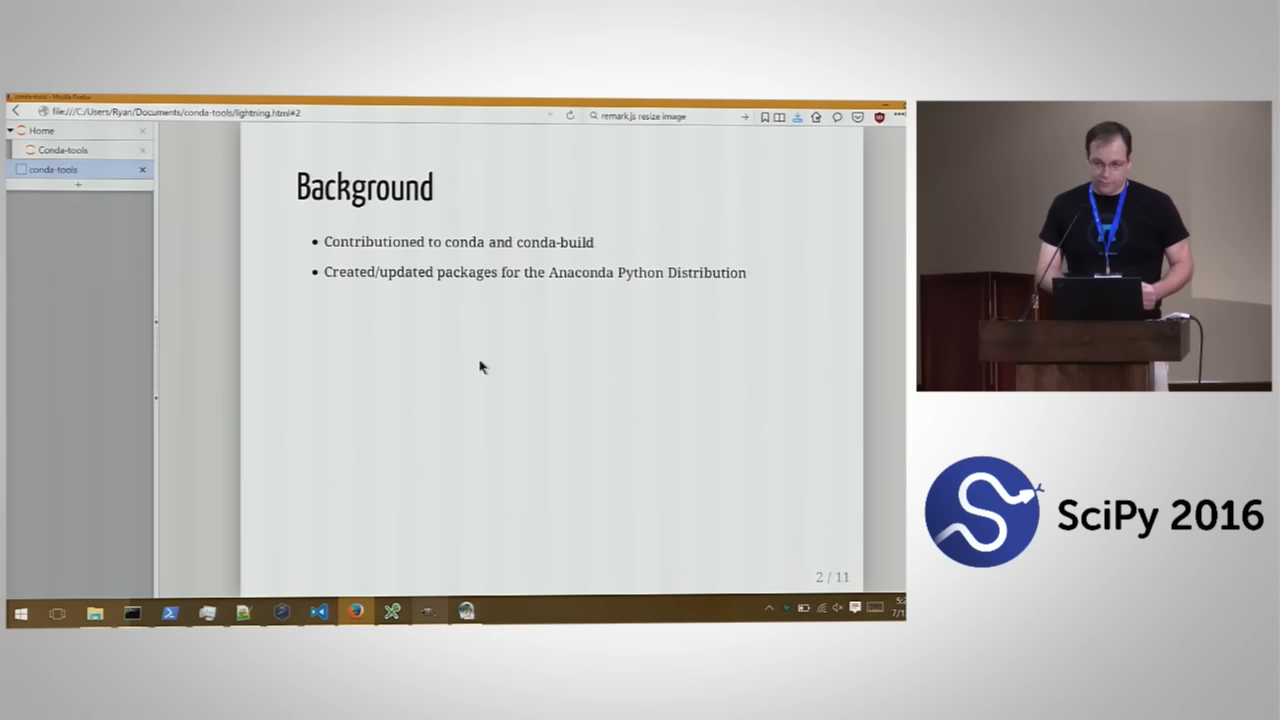 conda-tools - Mozilla Firefox
file:///C:/Users/Ryan/Documents/conda-tools/lightning.html#2
remark.js resize image
Home
Conda-tools
conda-tools
Background
Contributioned to conda and conda-build
Created/updated packages for the Anaconda Python Distribution
2 / 11
SciPy 2016